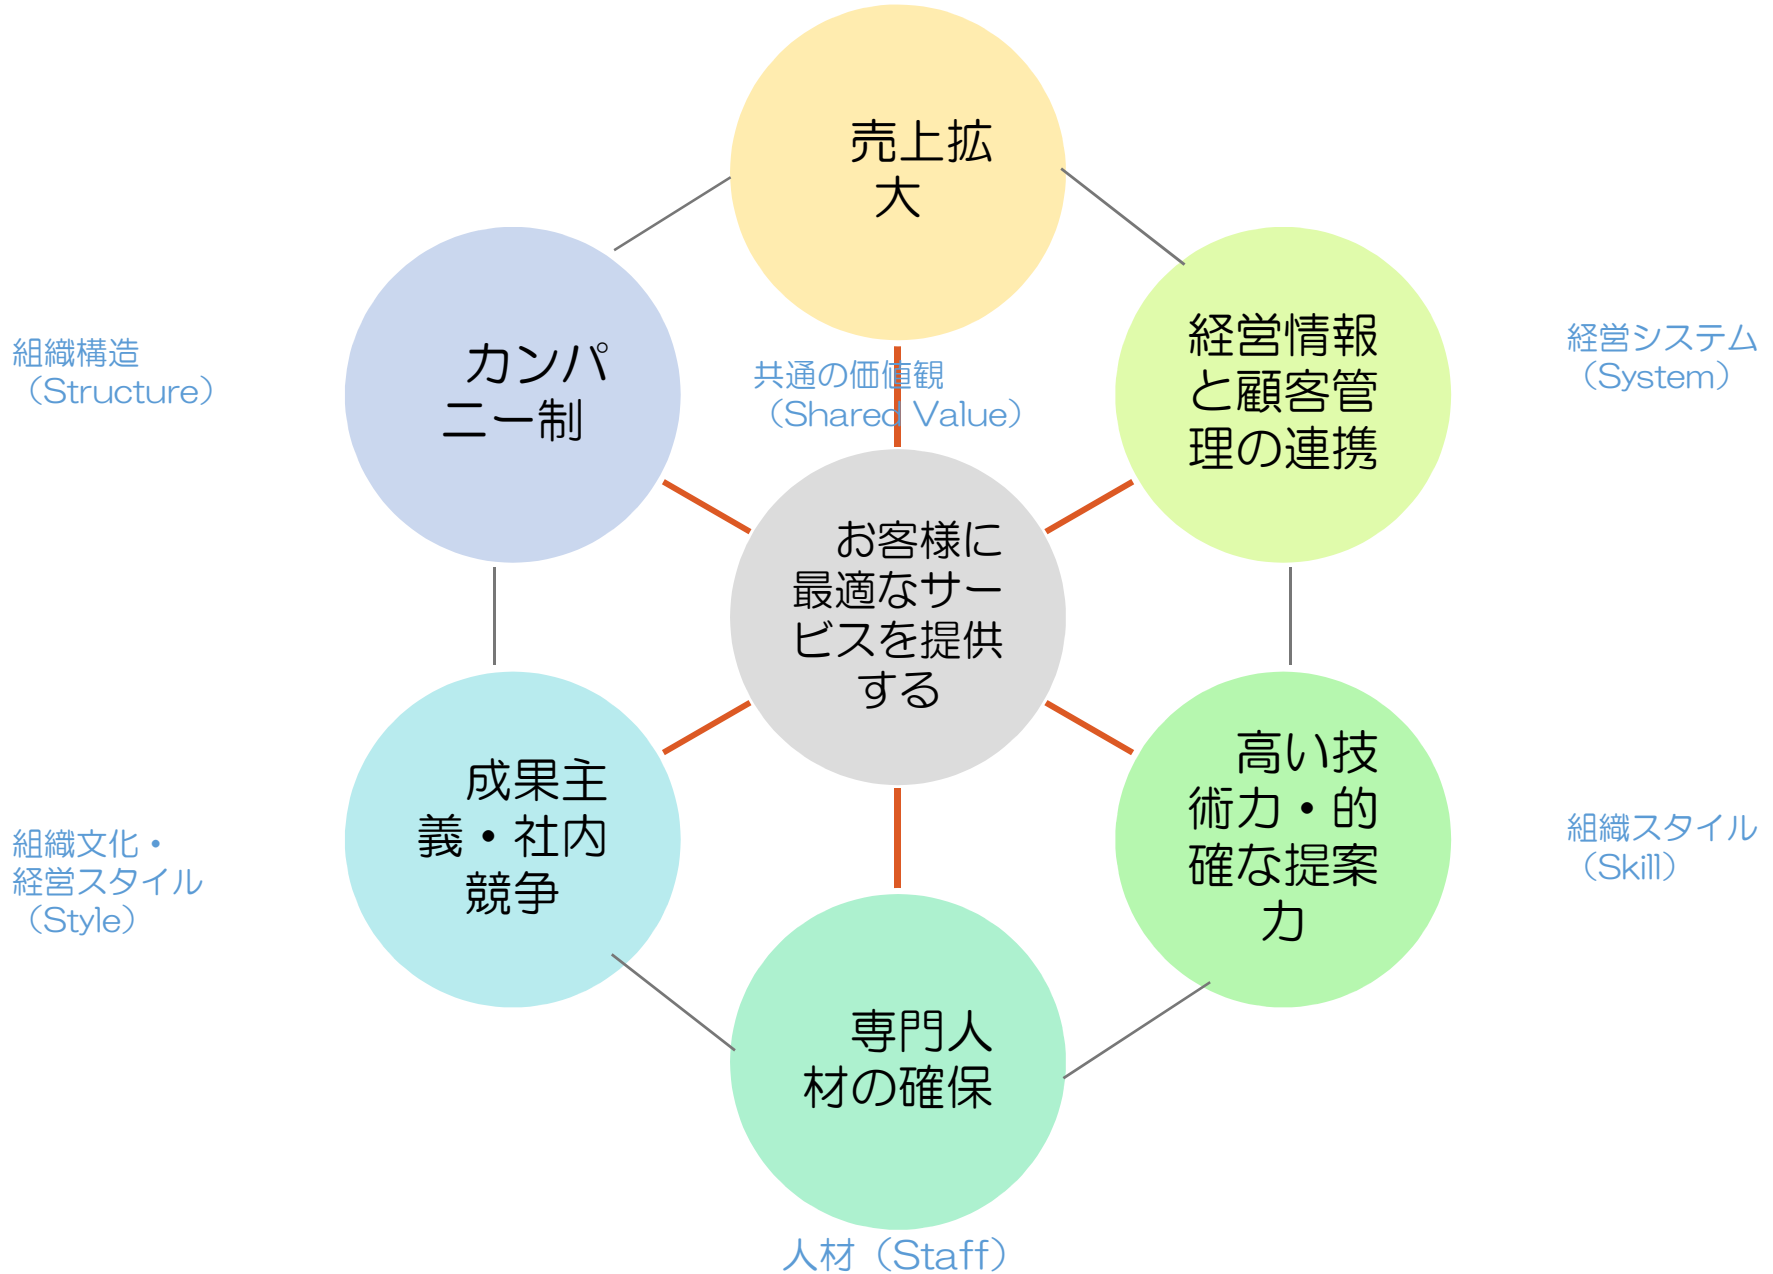 売上拡
大
組織構造
（Structure）
カンパ
ニー制
共通の価値観
（Shared Value）
経営情報
と顧客管
理の連携
経営システム
（System）
お客様に
最適なサー
ビスを提供
する
組織文化・
経営スタイル
（Style）
成果主
義・社内
競争
高い技
術力・的
確な提案
力
組織スタイル
（Skill）
専門人
材の確保
人材（Staff）